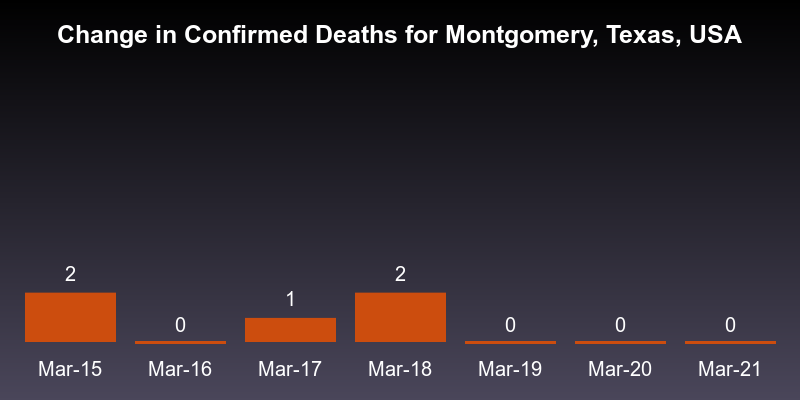 Change in Confirmed Deaths for Montgomery, Texas, USA
2 0 1 2 0 0 0
Mar-15 Mar-16 Mar-17 Mar-18 Mar-19 Mar-20 Mar-21